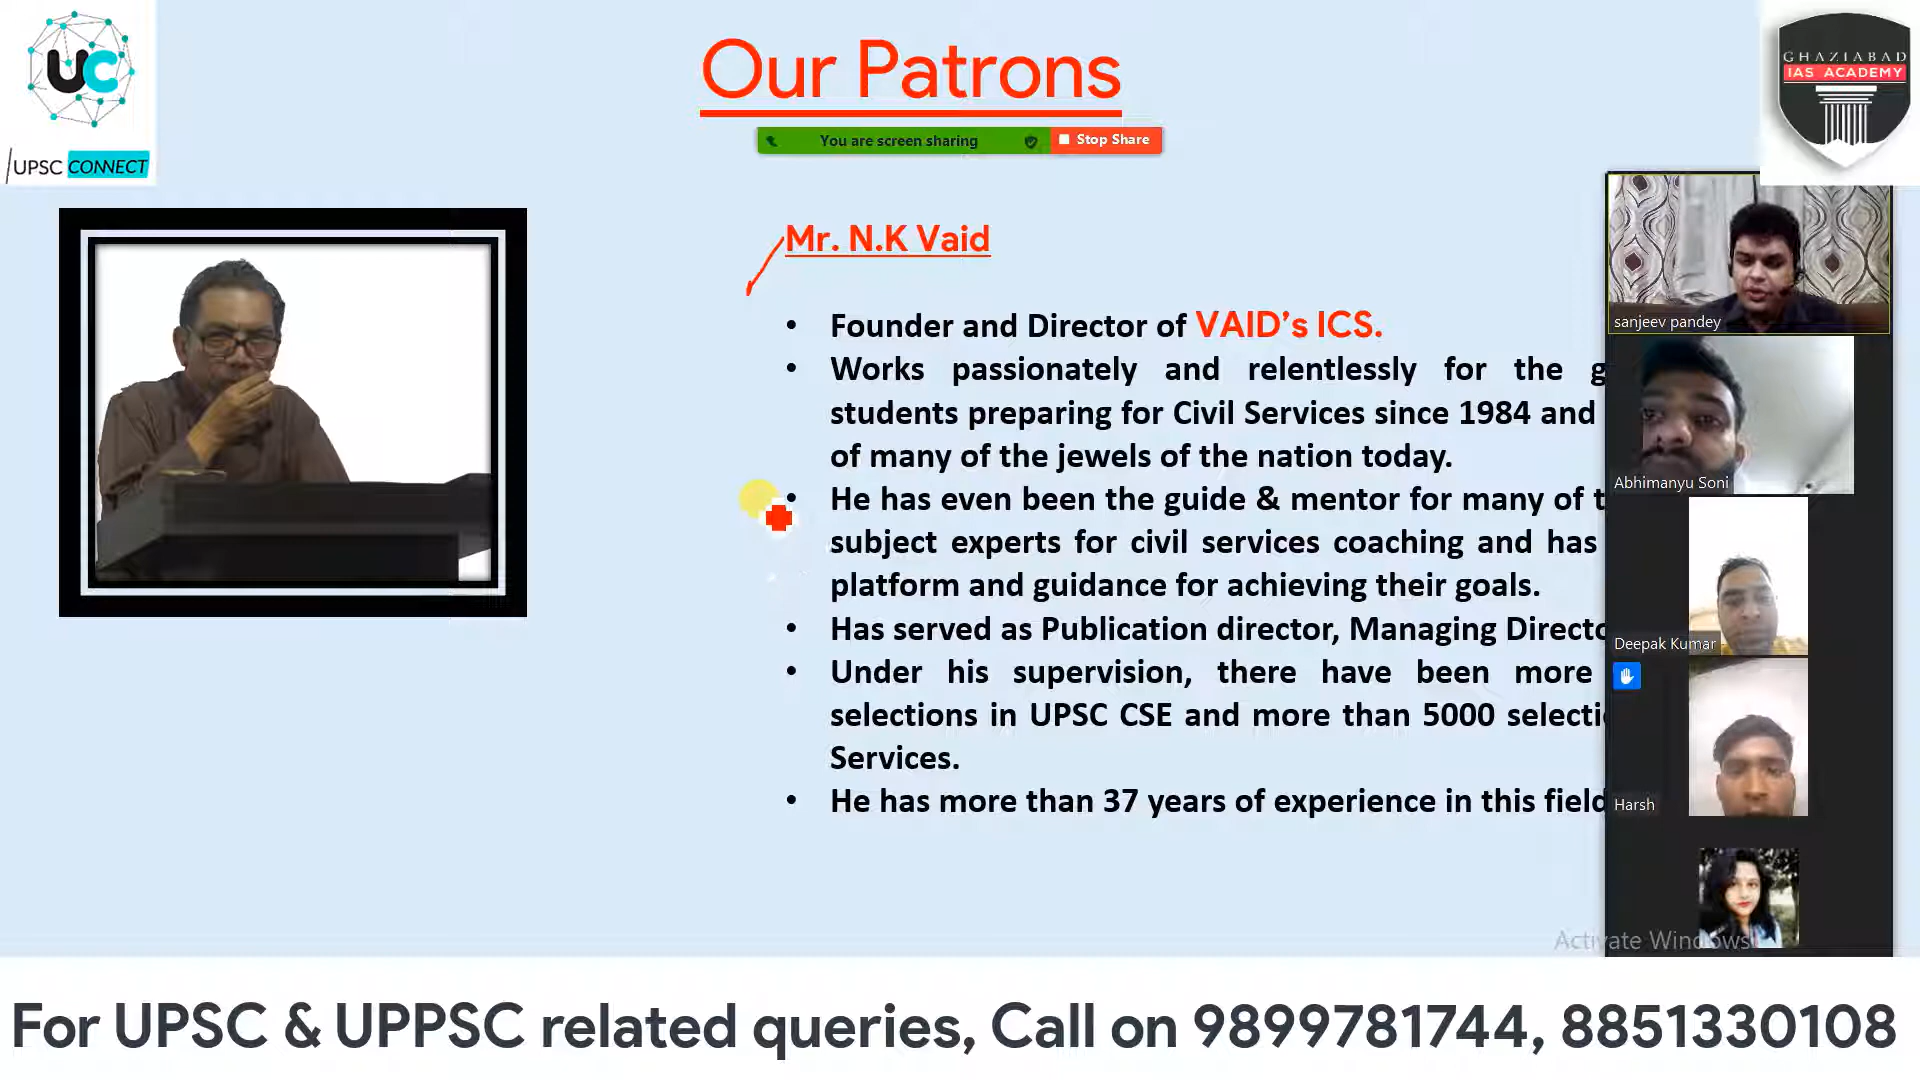 UC
UPSC CONNECT
Our Patrons
GHAZIABAD
IAS ACADEMY
You are screen sharing
Stop Share
Mr. N.K Vaid
• Founder and Director of VAID's ICS.
• Works passionately and relentlessly for the
students preparing for Civil Services since 1984 and
of many of the jewels of the nation today.
• He has even been the guide & mentor for many of
subject experts for civil services coaching and has
platform and guidance for achieving their goals.
• Has served as Publication director, Managing
• Under his supervision, there have been more
selections in UPSC CSE and more than 5000
Services.
• He has more than 37 years of experience in this field
sanjeev pandey
Abhimanyu Soni
Deepak Kumar
Harsh
Activate Windows
For UPSC & UPPSC related queries, Call on 9899781744, 8851330108